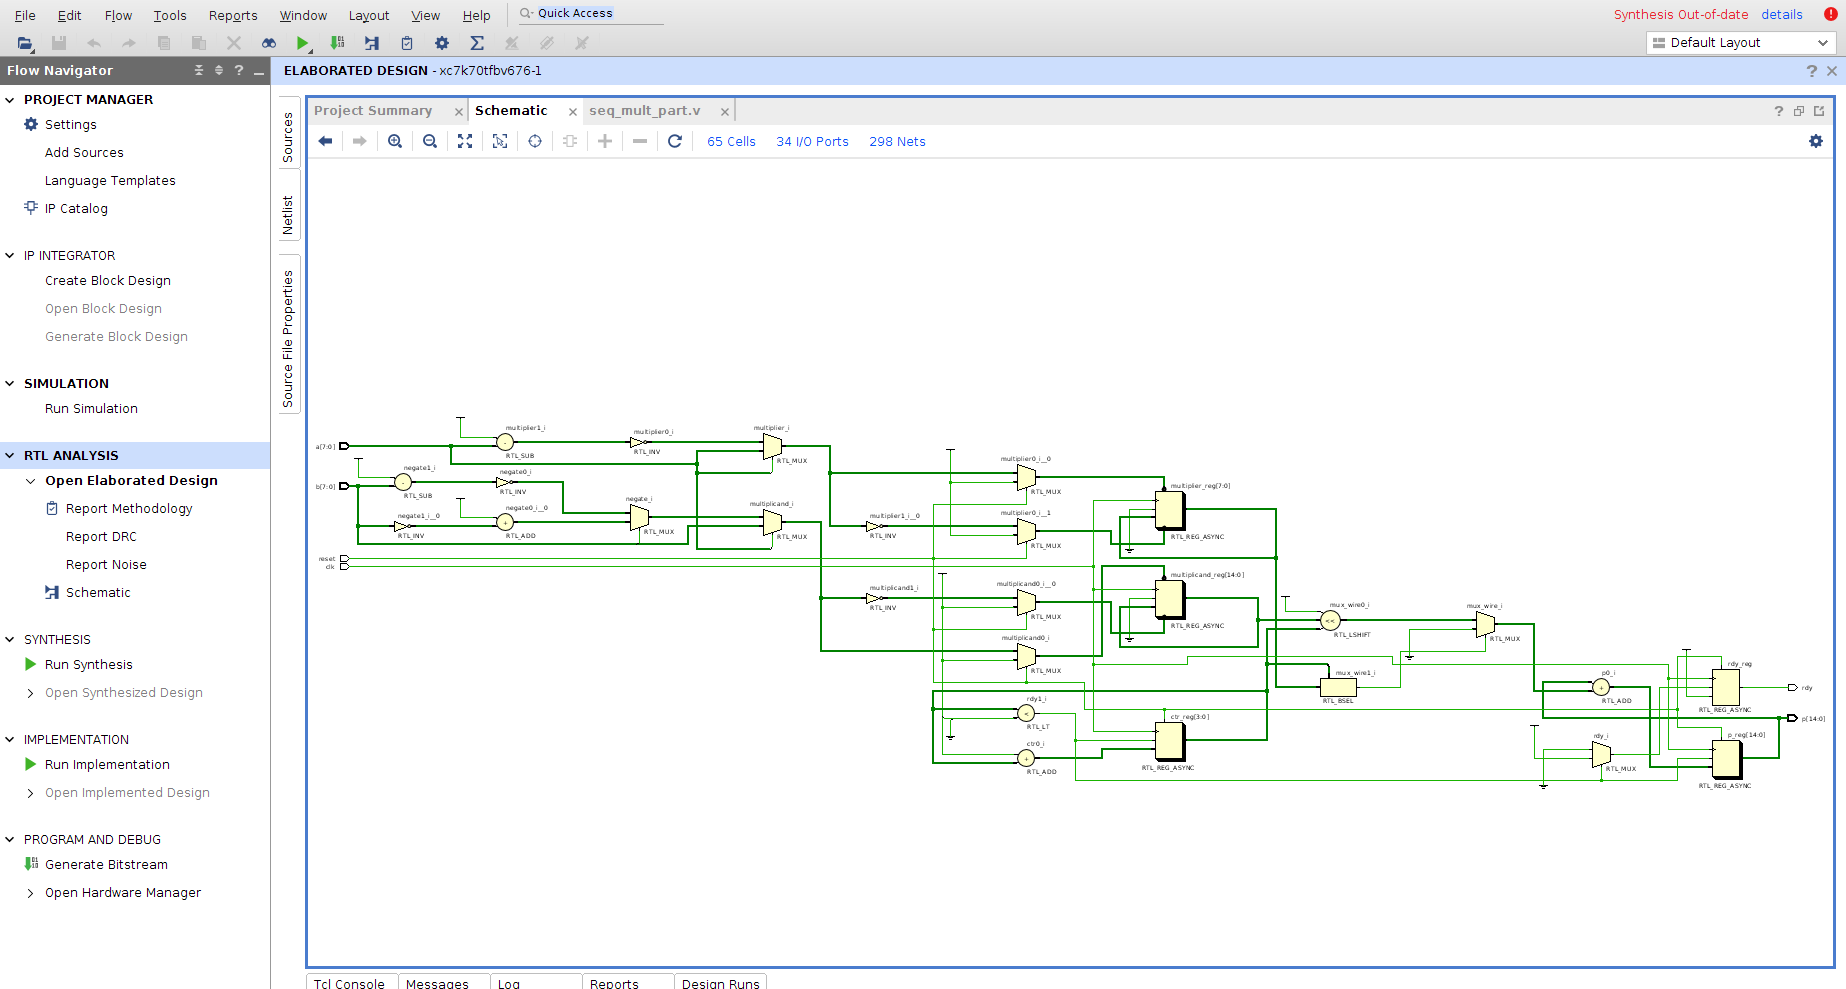 File Edit Flow Tools Reports Window Layout View Help Quick Access Synthesis Out-of-date details
Default Layout
Flow Navigator
ELABORATED DESIGN - xc7k70tfbv676-1
PROJECT MANAGER
Settings
Add Sources
Language Templates
IP Catalog
IP INTEGRATOR
Create Block Design
Open Block Design
Generate Block Design
SIMULATION
Run Simulation
RTL ANALYSIS
Open Elaborated Design
Report Methodology
Report DRC
Report Noise
Schematic
SYNTHESIS
Run Synthesis
Open Synthesized Design
IMPLEMENTATION
Run Implementation
Open Implemented Design
PROGRAM AND DEBUG
Generate Bitstream
Open Hardware Manager
Sources
Netlist
Source File Properties
Project Summary Schematic seq_mult_part.v
65 Cells 34 I/O Ports 298 Nets
a[7:0]
b[7:0]
reset
clk
multiplier1_i
RTL_SUB
multiplier0_i
RTL_INV
multiplier_i
RTL_MUX
negate1_i
RTL_SUB
negate0_i
RTL_INV
negate1_i__0
RTL_INV
negate0_i__0
RTL_ADD
negate_i
RTL_MUX
multiplicand_i
RTL_MUX
multiplier1_i__0
RTL_INV
multiplicand1_i
RTL_INV
multiplier0_i__0
RTL_MUX
multiplier0_i__1
RTL_MUX
multiplicand0_i__0
RTL_MUX
multiplicand0_i
RTL_MUX
rdy1_i
RTL_LT
ctr0_i
RTL_ADD
multiplier_reg[7:0]
RTL_REG_ASYNC
multiplicand_reg[14:0]
RTL_REG_ASYNC
ctr_reg[3:0]
RTL_REG_ASYNC
mux_wire0_i
<<
RTL_LSHIFT
mux_wire1_i
RTL_BSEL
mux_wire_i
RTL_MUX
p0_i
RTL_ADD
rdy_i
RTL_MUX
rdy_reg
RTL_REG_ASYNC
p_reg[14:0]
RTL_REG_ASYNC
rdy
p[14:0]
Tcl Console Messages Log Reports Design Runs